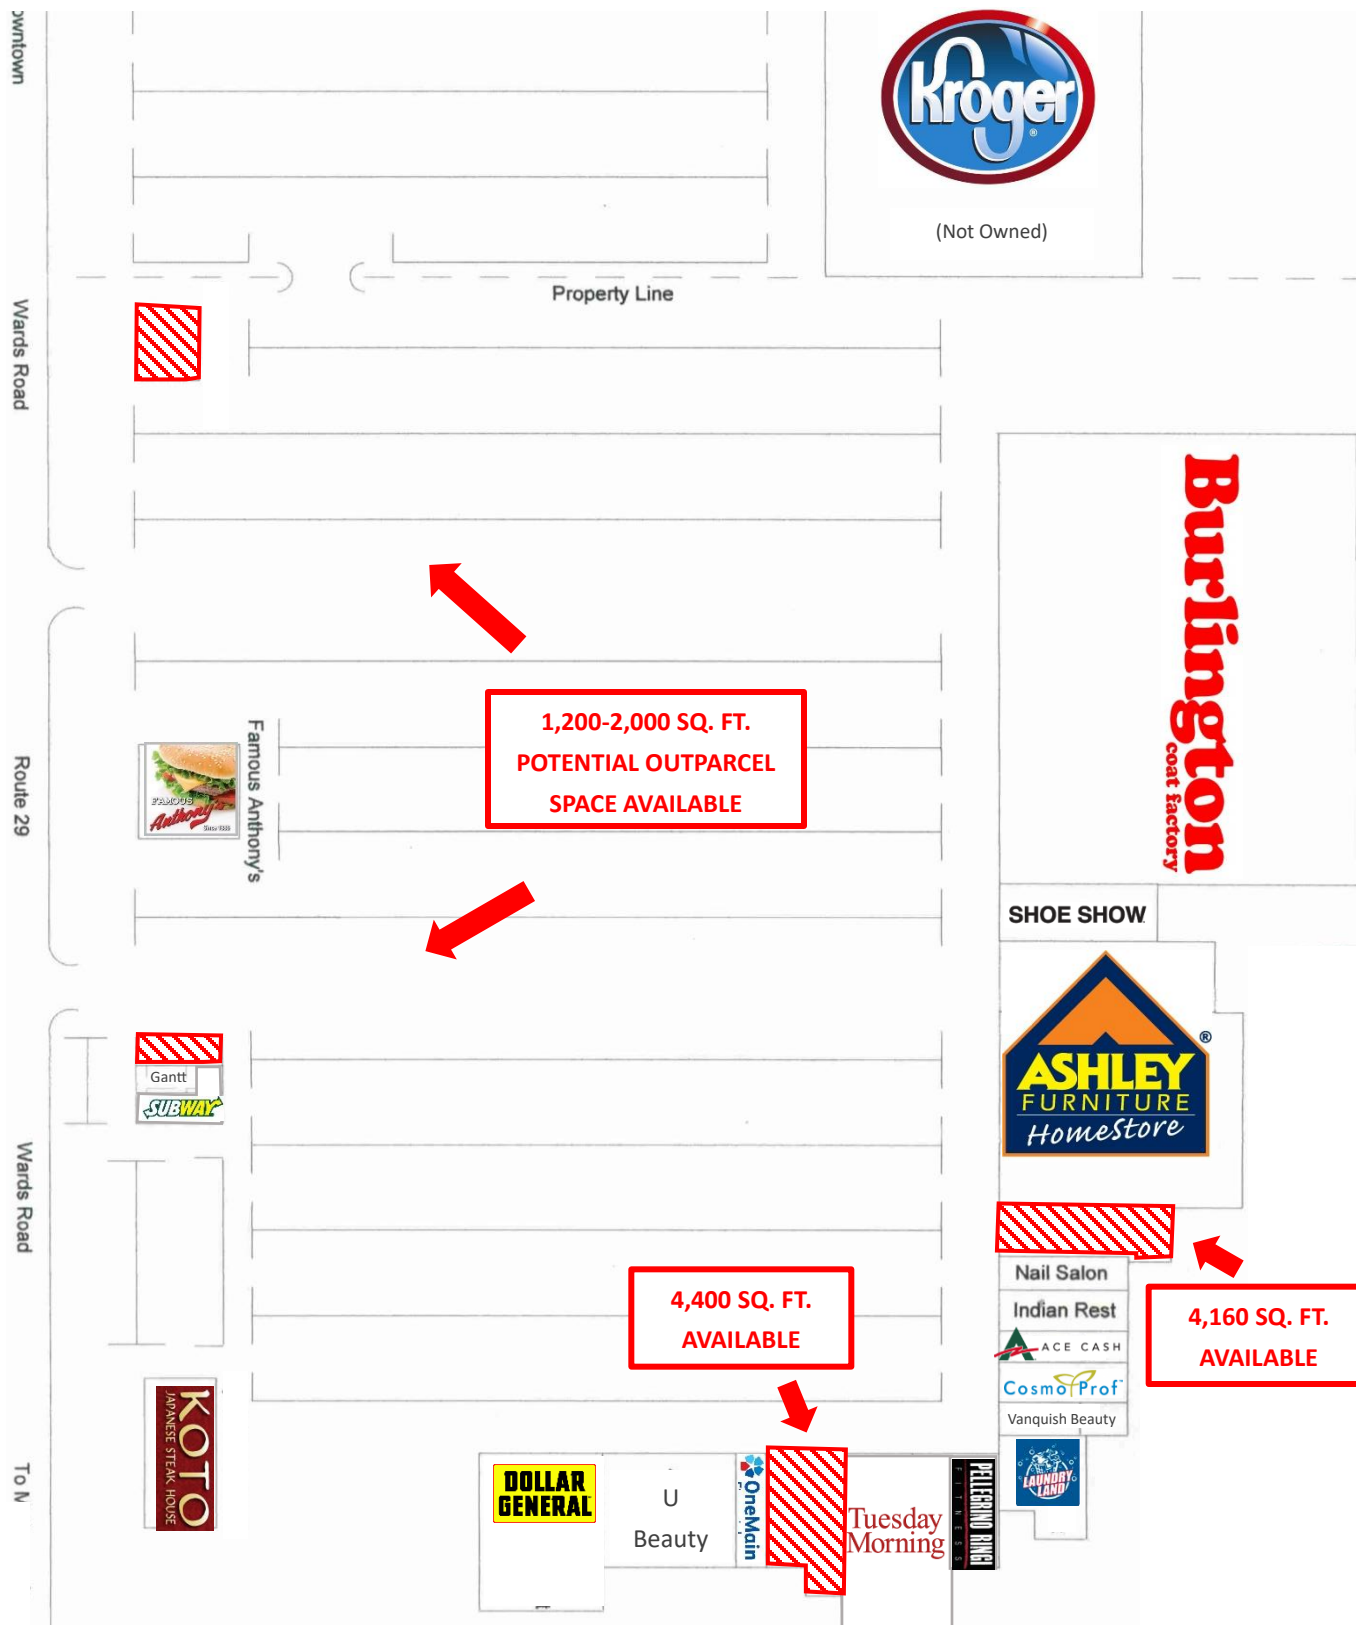 owntown
Kroger
(Not Owned)
Property Line
Wards Road
Burlington
coat factory
1,200-2,000 SQ. FT.
POTENTIAL OUTPARCEL
SPACE AVAILABLE
Route 29
FAMOUS
Anthony's
Since 1986
Famous Anthony's
SHOE SHOW
ASHLEY
FURNITURE
HomeStore
®
Gantt
SUBWAY
Wards Road
Nail Salon
Indian Rest
ACE CASH
CosmoProf
Vanquish Beauty
LAUNDRY
LAND
4,160 SQ. FT.
AVAILABLE
4,400 SQ. FT.
AVAILABLE
KOTO
JAPANESE STEAK HOUSE
To N
DOLLAR
GENERAL
U
Beauty
OneMain
Tuesday
Morning
PELLEGRINO RINGI
FITNESS